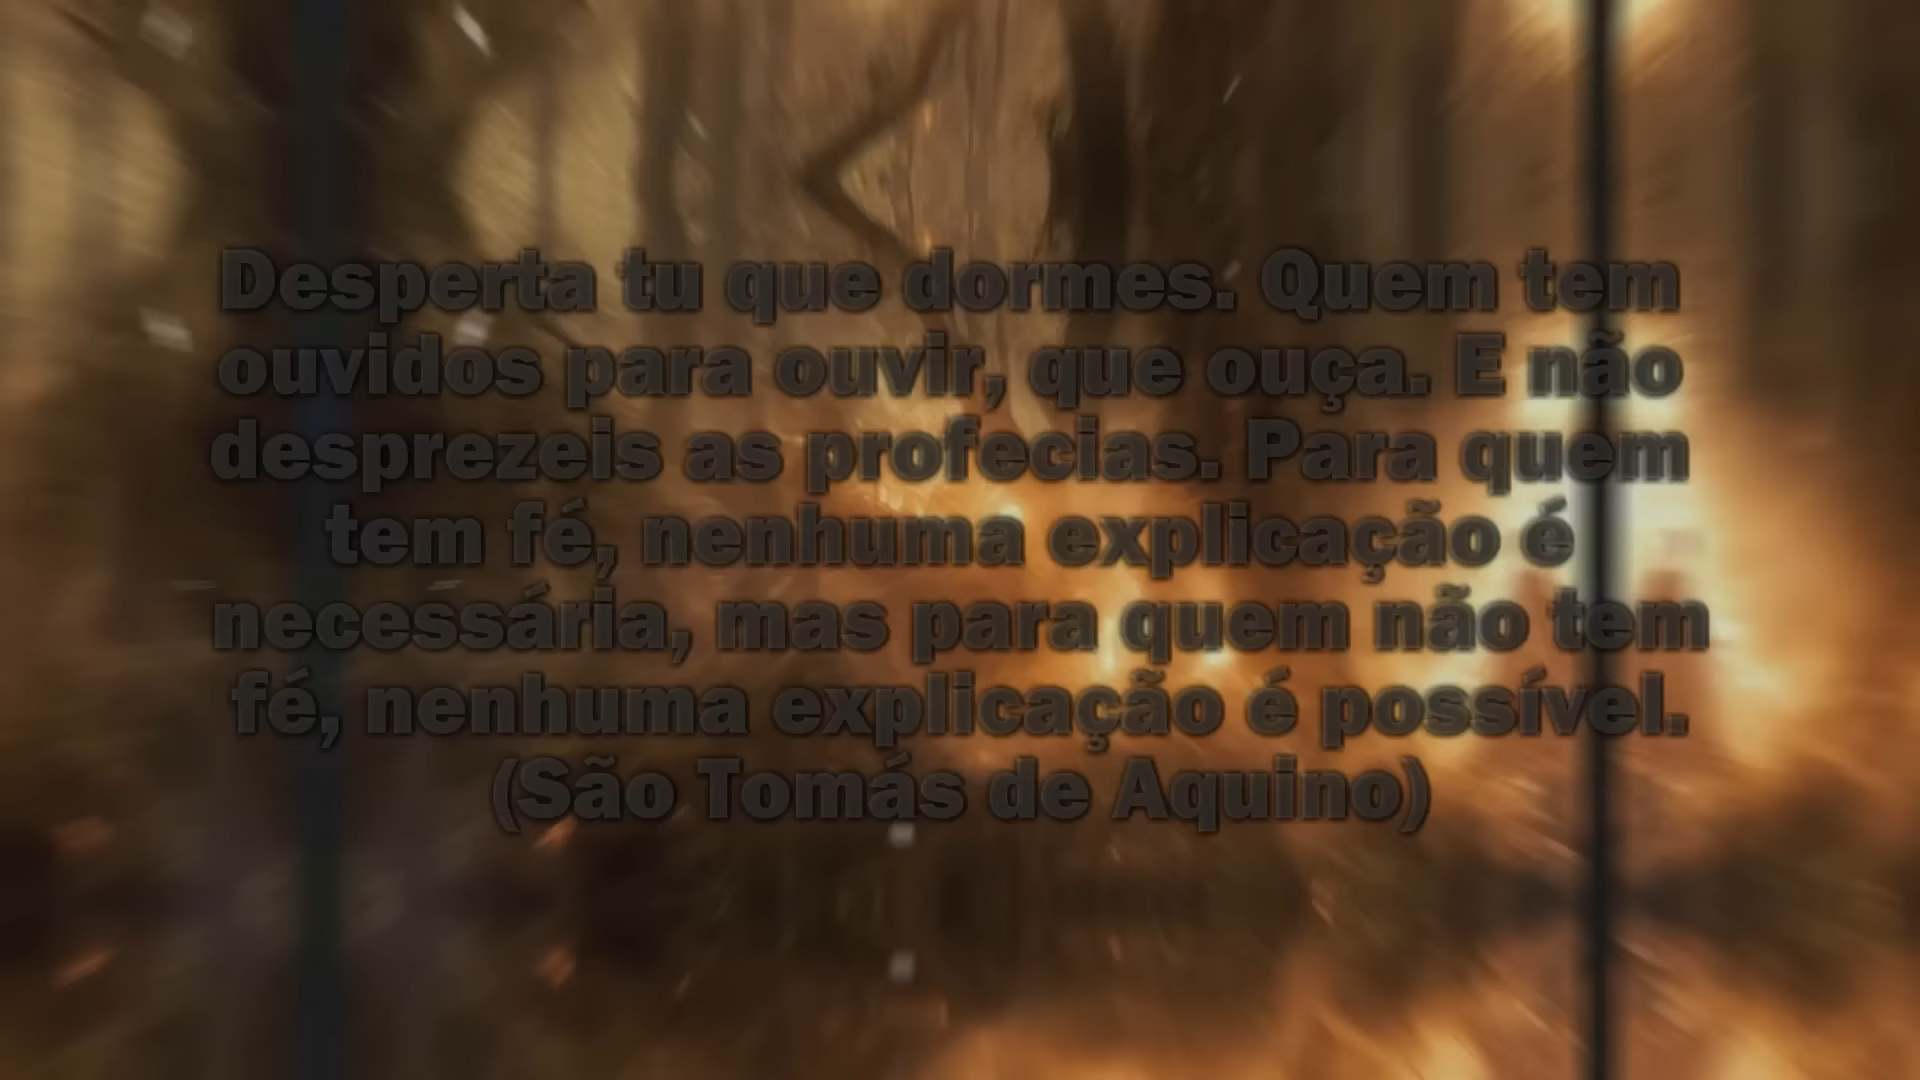 Desperta tu que dormes. Quem tem
ouvidos para ouvir, que ouça. E não
desprezeis as profecias. Para quem
tem fé, nenhuma explicação é
necessária, mas para quem não tem
fé, nenhuma explicação é possível.
(São Tomás de Aquino)